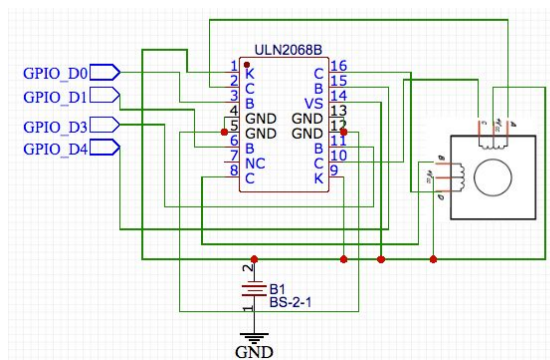 ULN2068B
GPIO_D0
GPIO_D1
GPIO_D3
GPIO_D4
1 K C 16
2 C B 15
3 B VS 14
4 GND GND 13
5 GND GND 12
6 B B 11
7 NC C 10
8 C K 9
2
B1
BS-2-1
1
GND